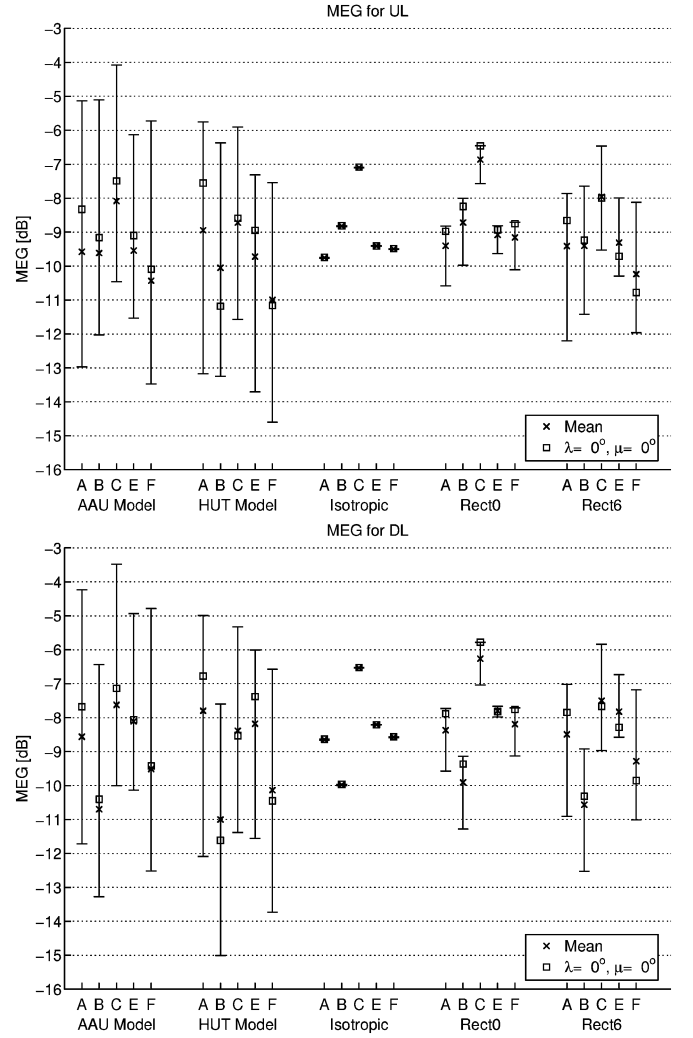 MEG for UL
−3
−4
−5
−6
−7
−8
−9
−10
−11
−12
−13
−14
−15
−16
MEG [dB]
× Mean
□ λ= 0°, μ= 0°
A B C E F A B C E F A B C E F A B C E F A B C E F
AAU Model HUT Model Isotropic Rect0 Rect6
MEG for DL
−3
−4
−5
−6
−7
−8
−9
−10
−11
−12
−13
−14
−15
−16
MEG [dB]
× Mean
□ λ= 0°, μ= 0°
A B C E F A B C E F A B C E F A B C E F A B C E F
AAU Model HUT Model Isotropic Rect0 Rect6